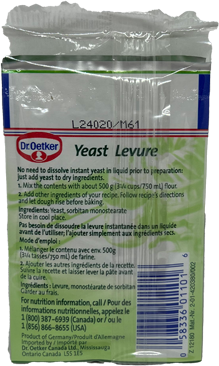 L24020/M61
Dr.Oetker
Yeast Levure
No need to dissolve instant yeast in liquid prior to preparation:
just add yeast to dry ingredients.
1. Mix the contents with about 500 g (3¼ cups/750 mL) flour
2. Add other ingredients of your recipe. Follow recipe's directions
and let dough rise before baking.
Ingredients: Yeast, sorbitan monostearate
Store in cool place.
Pas besoin de dissoudre la levure instantanée dans un liquide
avant de l'utiliser, l'ajouter simplement aux ingrédients secs.
Mode d'emploi :
1. Mélanger le contenu avec env. 500g
(3¼ tasses/750 mL) de farine.
2. Ajouter les autres ingrédients de la recette.
Suivre la recette et laisser lever la pâte avant
de la cuire.
Ingrédients : Levure, monostéarate de sorbitan.
For nutrition information, call / Pour des
informations nutritionnelles, appelez le
1 (800) 387-6939 (Canada) or / ou le
1 (856) 866-8655 (USA)
Product of Germany/Produit d'Allemagne
Imported by / Importé par
Dr. Oetker Canada Ltd., Mississauga
Ontario Canada L5S 1E5